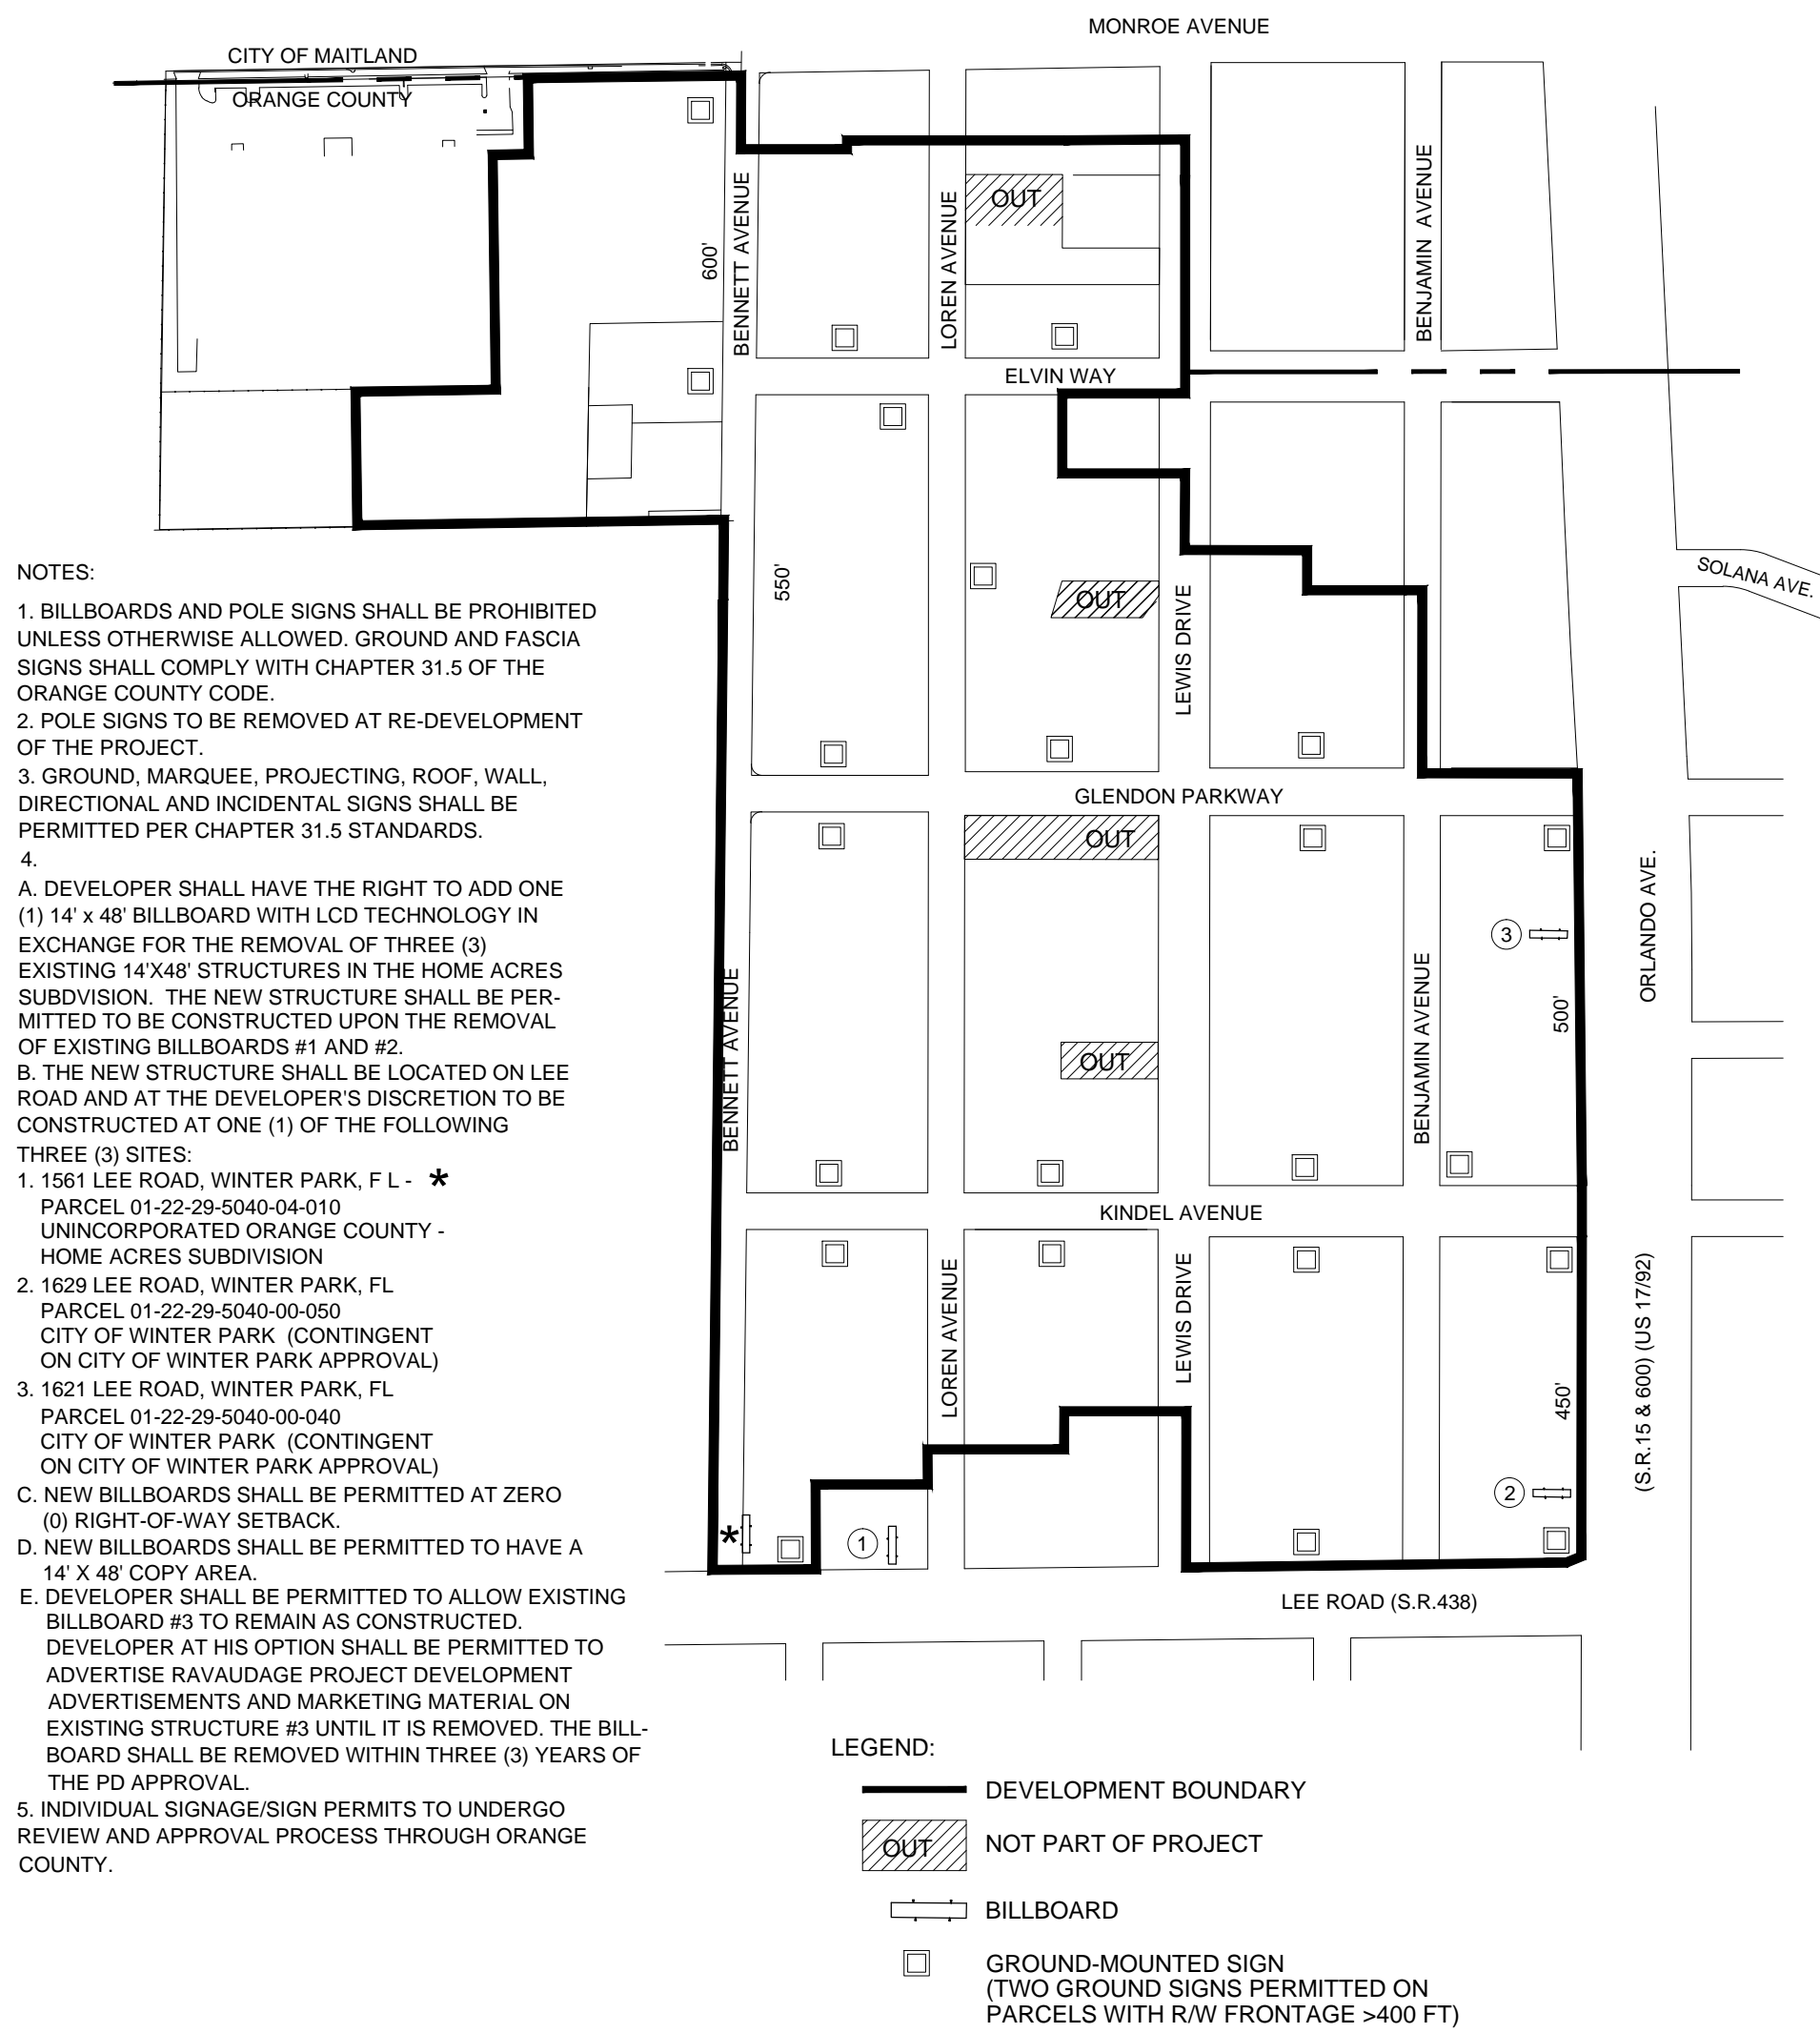 MONROE AVENUE
CITY OF MAITLAND
ORANGE COUNTY
BENNETT AVENUE
600'
LOREN AVENUE
OUT
BENJAMIN AVENUE
ELVIN WAY
550'
OUT
LEWIS DRIVE
SOLANA AVE.
GLENDON PARKWAY
OUT
ORLANDO AVE.
3
500'
BENNETT AVENUE
BENJAMIN AVENUE
OUT
KINDEL AVENUE
LOREN AVENUE
LEWIS DRIVE
(S.R.15 & 600) (US 17/92)
450'
2
*
1
LEE ROAD (S.R.438)
NOTES:
1. BILLBOARDS AND POLE SIGNS SHALL BE PROHIBITED
UNLESS OTHERWISE ALLOWED. GROUND AND FASCIA
SIGNS SHALL COMPLY WITH CHAPTER 31.5 OF THE
ORANGE COUNTY CODE.
2. POLE SIGNS TO BE REMOVED AT RE-DEVELOPMENT
OF THE PROJECT.
3. GROUND, MARQUEE, PROJECTING, ROOF, WALL,
DIRECTIONAL AND INCIDENTAL SIGNS SHALL BE
PERMITTED PER CHAPTER 31.5 STANDARDS.
4.
A. DEVELOPER SHALL HAVE THE RIGHT TO ADD ONE
(1) 14' x 48' BILLBOARD WITH LCD TECHNOLOGY IN
EXCHANGE FOR THE REMOVAL OF THREE (3)
EXISTING 14'X48' STRUCTURES IN THE HOME ACRES
SUBDVISION. THE NEW STRUCTURE SHALL BE PER-
MITTED TO BE CONSTRUCTED UPON THE REMOVAL
OF EXISTING BILLBOARDS #1 AND #2.
B. THE NEW STRUCTURE SHALL BE LOCATED ON LEE
ROAD AND AT THE DEVELOPER'S DISCRETION TO BE
CONSTRUCTED AT ONE (1) OF THE FOLLOWING
THREE (3) SITES:
1. 1561 LEE ROAD, WINTER PARK, F L - *
PARCEL 01-22-29-5040-04-010
UNINCORPORATED ORANGE COUNTY -
HOME ACRES SUBDIVISION
2. 1629 LEE ROAD, WINTER PARK, FL
PARCEL 01-22-29-5040-00-050
CITY OF WINTER PARK (CONTINGENT
ON CITY OF WINTER PARK APPROVAL)
3. 1621 LEE ROAD, WINTER PARK, FL
PARCEL 01-22-29-5040-00-040
CITY OF WINTER PARK (CONTINGENT
ON CITY OF WINTER PARK APPROVAL)
C. NEW BILLBOARDS SHALL BE PERMITTED AT ZERO
(0) RIGHT-OF-WAY SETBACK.
D. NEW BILLBOARDS SHALL BE PERMITTED TO HAVE A
14' X 48' COPY AREA.
E. DEVELOPER SHALL BE PERMITTED TO ALLOW EXISTING
BILLBOARD #3 TO REMAIN AS CONSTRUCTED.
DEVELOPER AT HIS OPTION SHALL BE PERMITTED TO
ADVERTISE RAVAUDAGE PROJECT DEVELOPMENT
ADVERTISEMENTS AND MARKETING MATERIAL ON
EXISTING STRUCTURE #3 UNTIL IT IS REMOVED. THE BILL-
BOARD SHALL BE REMOVED WITHIN THREE (3) YEARS OF
THE PD APPROVAL.
5. INDIVIDUAL SIGNAGE/SIGN PERMITS TO UNDERGO
REVIEW AND APPROVAL PROCESS THROUGH ORANGE
COUNTY.
LEGEND:
DEVELOPMENT BOUNDARY
OUT NOT PART OF PROJECT
BILLBOARD
GROUND-MOUNTED SIGN
(TWO GROUND SIGNS PERMITTED ON
PARCELS WITH R/W FRONTAGE >400 FT)